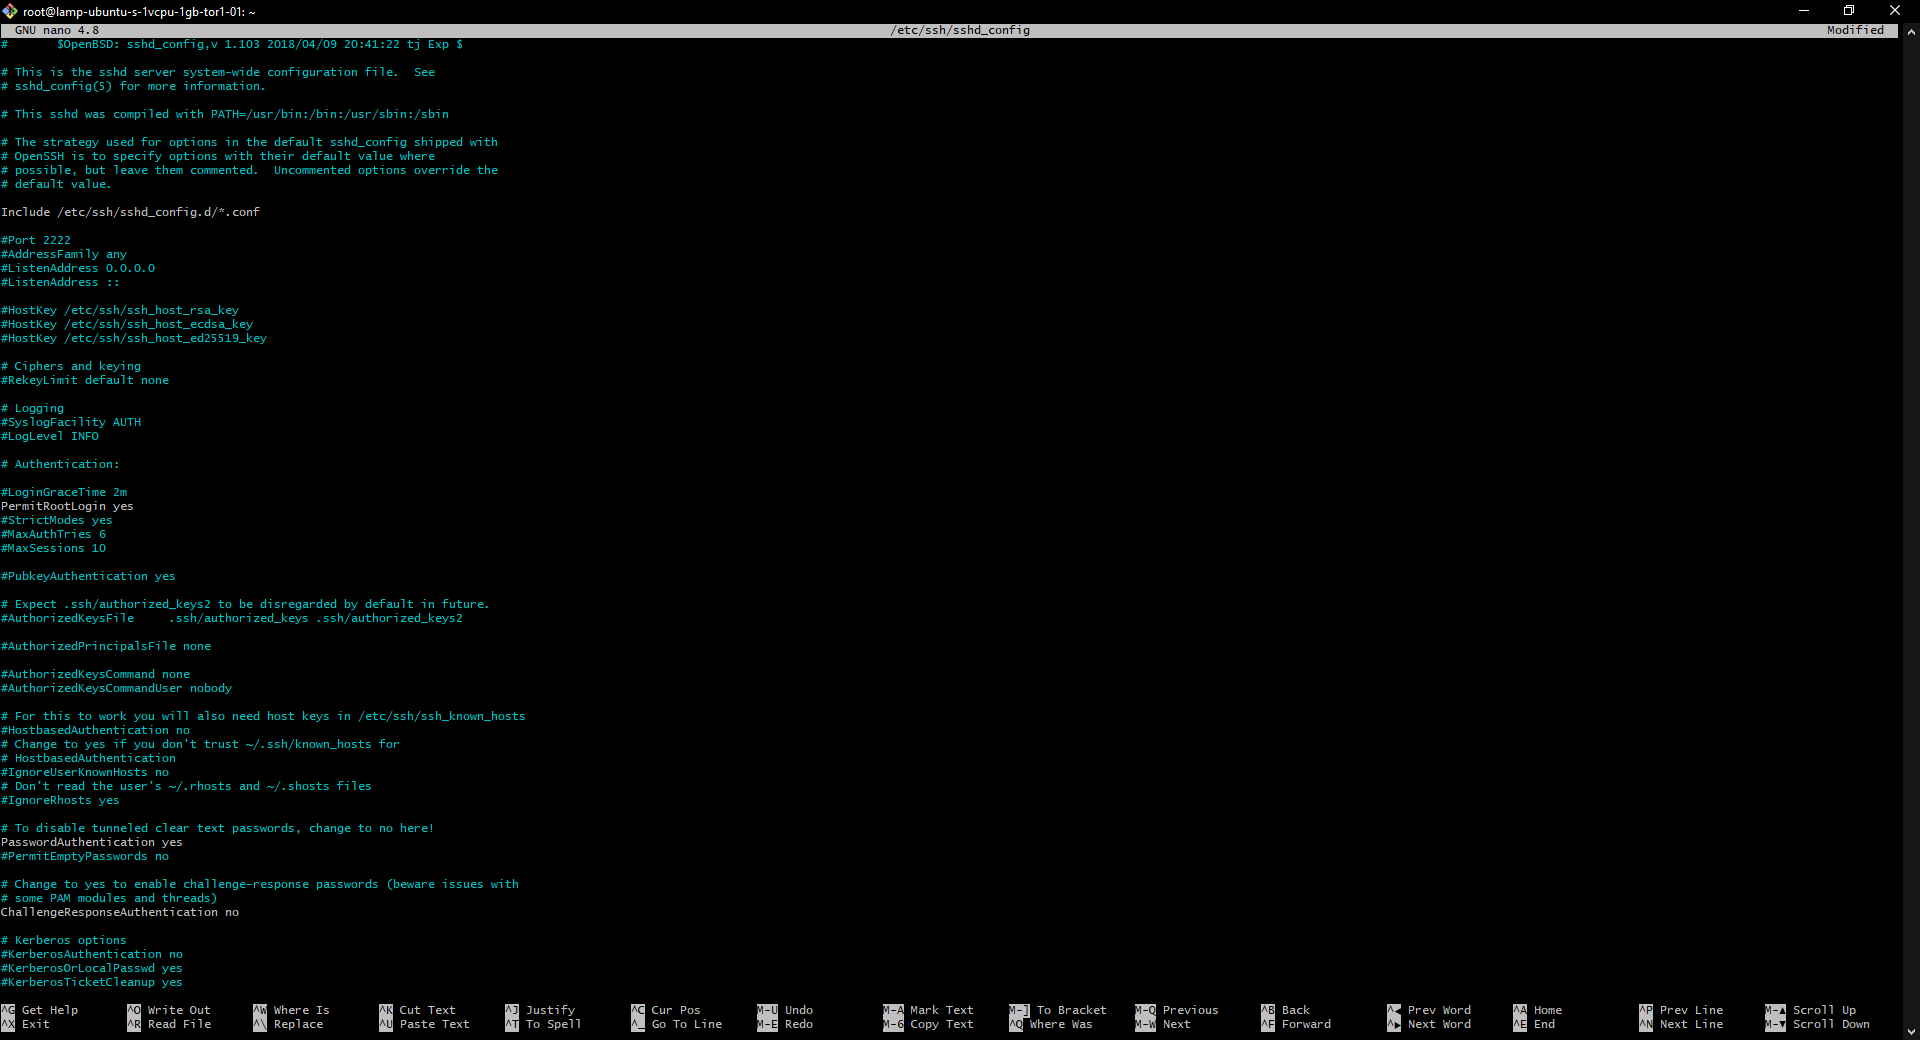 root@lamp-ubuntu-s-1vcpu-1gb-tor1-01: ~
GNU nano 4.8 /etc/ssh/sshd_config Modified
#       $OpenBSD: sshd_config,v 1.103 2018/04/09 20:41:22 tj Exp $
# This is the sshd server system-wide configuration file.  See
# sshd_config(5) for more information.
# This sshd was compiled with PATH=/usr/bin:/bin:/usr/sbin:/sbin
# The strategy used for options in the default sshd_config shipped with
# OpenSSH is to specify options with their default value where
# possible, but leave them commented.  Uncommented options override the
# default value.
Include /etc/ssh/sshd_config.d/*.conf
#Port 2222
#AddressFamily any
#ListenAddress 0.0.0.0
#ListenAddress ::
#HostKey /etc/ssh/ssh_host_rsa_key
#HostKey /etc/ssh/ssh_host_ecdsa_key
#HostKey /etc/ssh/ssh_host_ed25519_key
# Ciphers and keying
#RekeyLimit default none
# Logging
#SyslogFacility AUTH
#LogLevel INFO
# Authentication:
#LoginGraceTime 2m
PermitRootLogin yes
#StrictModes yes
#MaxAuthTries 6
#MaxSessions 10
#PubkeyAuthentication yes
# Expect .ssh/authorized_keys2 to be disregarded by default in future.
#AuthorizedKeysFile     .ssh/authorized_keys .ssh/authorized_keys2
#AuthorizedPrincipalsFile none
#AuthorizedKeysCommand none
#AuthorizedKeysCommandUser nobody
# For this to work you will also need host keys in /etc/ssh/ssh_known_hosts
#HostbasedAuthentication no
# Change to yes if you don't trust ~/.ssh/known_hosts for
# HostbasedAuthentication
#IgnoreUserKnownHosts no
# Don't read the user's ~/.rhosts and ~/.shosts files
#IgnoreRhosts yes
# To disable tunneled clear text passwords, change to no here!
PasswordAuthentication yes
#PermitEmptyPasswords no
# Change to yes to enable challenge-response passwords (beware issues with
# some PAM modules and threads)
ChallengeResponseAuthentication no
# Kerberos options
#KerberosAuthentication no
#KerberosOrLocalPasswd yes
#KerberosTicketCleanup yes
^G Get Help ^O Write Out ^W Where Is ^K Cut Text ^J Justify ^C Cur Pos M-U Undo M-A Mark Text M-] To Bracket M-Q Previous ^B Back ^◂ Prev Word ^A Home ^P Prev Line M-▲ Scroll Up
^X Exit ^R Read File ^\ Replace ^U Paste Text ^T To Spell ^_ Go To Line M-E Redo M-6 Copy Text ^Q Where Was M-W Next ^F Forward ^▸ Next Word ^E End ^N Next Line M-▼ Scroll Down